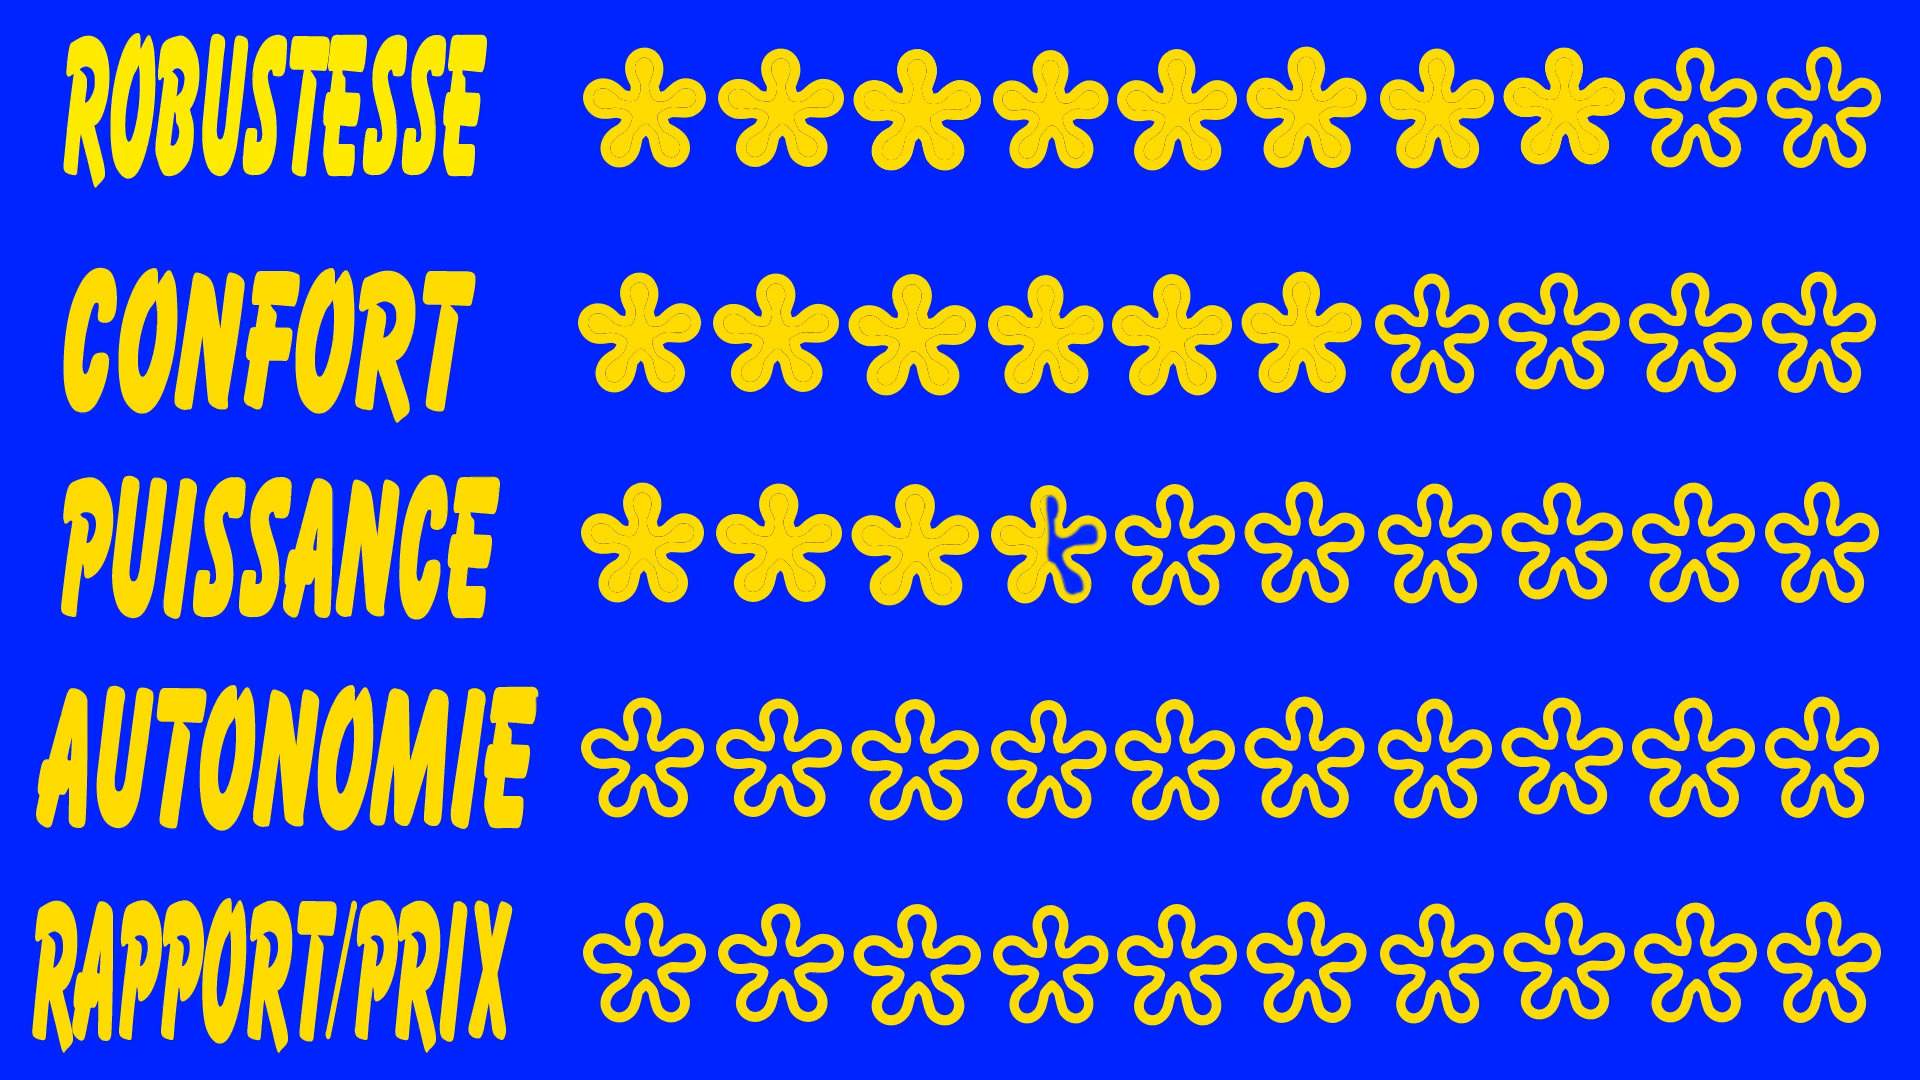 ROBUSTESSE
CONFORT
PUISSANCE
AUTONOMIE
RAPPORT/PRIX